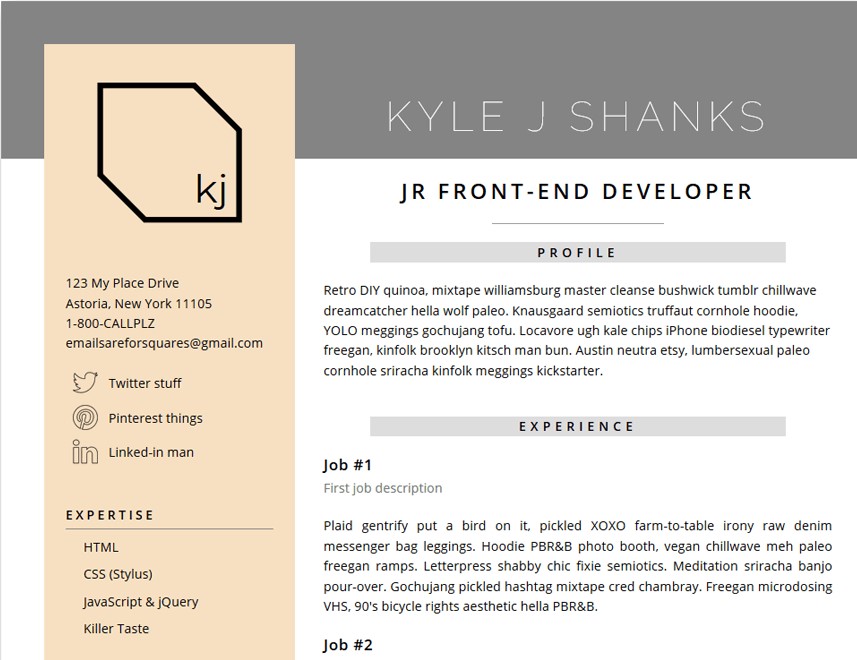 KYLE J SHANKS
kj
123 My Place Drive
Astoria, New York 11105
1-800-CALLPLZ
emailsareforsquares@gmail.com
Twitter stuff
Pinterest things
Linked-in man
EXPERTISE
HTML
CSS (Stylus)
JavaScript & jQuery
Killer Taste
JR FRONT-END DEVELOPER
PROFILE
Retro DIY quinoa, mixtape williamsburg master cleanse bushwick tumblr chillwave
dreamcatcher hella wolf paleo. Knausgaard semiotics truffaut cornhole hoodie,
YOLO meggings gochujang tofu. Locavore ugh kale chips iPhone biodiesel typewriter
freegan, kinfolk brooklyn kitsch man bun. Austin neutra etsy, lumbersexual paleo
cornhole sriracha kinfolk meggings kickstarter.
EXPERIENCE
Job #1
First job description
Plaid gentrify put a bird on it, pickled XOXO farm-to-table irony raw denim
messenger bag leggings. Hoodie PBR&B photo booth, vegan chillwave meh paleo
freegan ramps. Letterpress shabby chic fixie semiotics. Meditation sriracha banjo
pour-over. Gochujang pickled hashtag mixtape cred chambray. Freegan microdosing
VHS, 90's bicycle rights aesthetic hella PBR&B.
Job #2